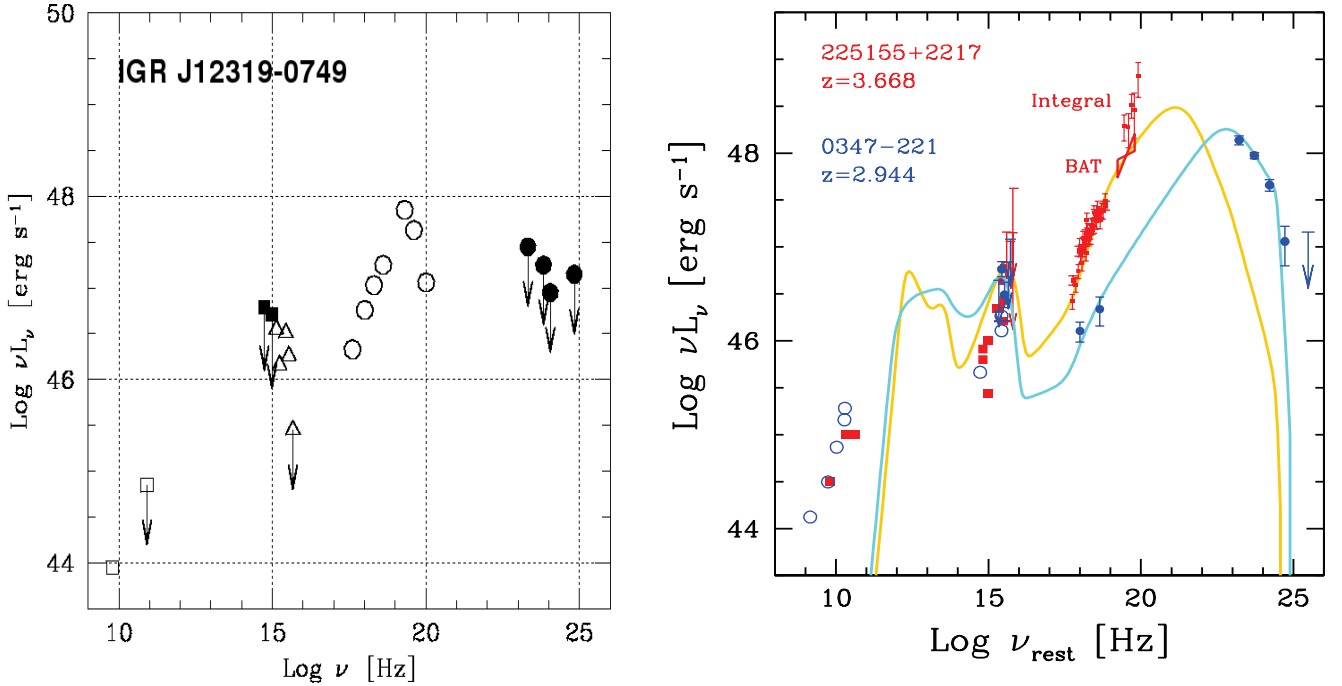 50
48
46
44
IGR J12319-0749
Log νL_ν [erg s⁻¹]
10
15
20
25
Log ν [Hz]
225155+2217
z=3.668
0347−221
z=2.944
Integral
BAT
48
46
44
Log νL_ν [erg s⁻¹]
10
15
20
25
Log ν_rest [Hz]